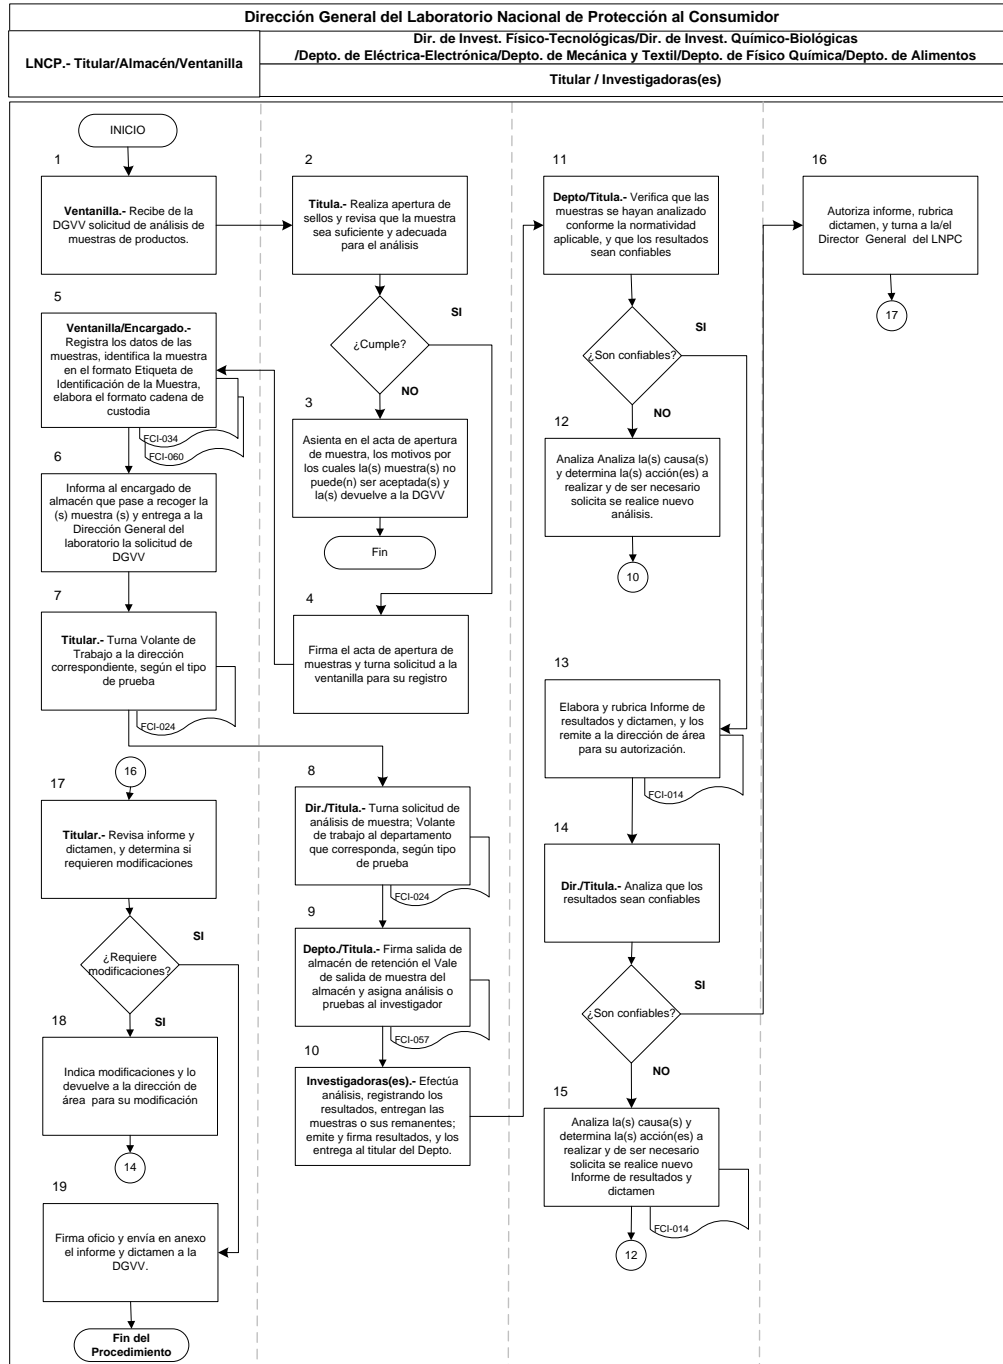 Dirección General del Laboratorio Nacional de Protección al Consumidor
LNCP.- Titular/Almacén/Ventanilla
Dir. de Invest. Físico-Tecnológicas/Dir. de Invest. Químico-Biológicas
/Depto. de Eléctrica-Electrónica/Depto. de Mecánica y Textil/Depto. de Físico Química/Depto. de Alimentos
Titular / Investigadoras(es)
INICIO
1
Ventanilla.- Recibe de la
DGVV solicitud de análisis de
muestras de productos.
5
Ventanilla/Encargado.-
Registra los datos de las
muestras, identifica la muestra
en el formato Etiqueta de
Identificación de la Muestra,
elabora el formato cadena de
custodia
FCI-034
FCI-060
6
Informa al encargado de
almacén que pase a recoger la
(s) muestra (s) y entrega a la
Dirección General del
laboratorio la solicitud de
DGVV
7
Titular.- Turna Volante de
Trabajo a la dirección
correspondiente, según el tipo
de prueba
FCI-024
16
17
Titular.- Revisa informe y
dictamen, y determina si
requieren modificaciones
SI
¿Requiere
modificaciones?
18
SI
Indica modificaciones y lo
devuelve a la dirección de
área para su modificación
14
19
Firma oficio y envía en anexo
el informe y dictamen a la
DGVV.
Fin del
Procedimiento
2
Titula.- Realiza apertura de
sellos y revisa que la muestra
sea suficiente y adecuada
para el análisis
SI
¿Cumple?
NO
3
Asienta en el acta de apertura
de muestra, los motivos por
los cuales la(s) muestra(s) no
puede(n) ser aceptada(s) y
la(s) devuelve a la DGVV
Fin
4
Firma el acta de apertura de
muestras y turna solicitud a la
ventanilla para su registro
8
Dir./Titula.- Turna solicitud de
análisis de muestra; Volante
de trabajo al departamento
que corresponda, según tipo
de prueba
FCI-024
9
Depto./Titula.- Firma salida de
almacén de retención el Vale
de salida de muestra del
almacén y asigna análisis o
pruebas al investigador
FCI-057
10
Investigadoras(es).- Efectúa
análisis, registrando los
resultados, entregan las
muestras o sus remanentes;
emite y firma resultados, y los
entrega al titular del Depto.
11
Depto/Titula.- Verifica que las
muestras se hayan analizado
conforme la normatividad
aplicable, y que los resultados
sean confiables
SI
¿Son confiables?
NO
12
Analiza Analiza la(s) causa(s)
y determina la(s) acción(es) a
realizar y de ser necesario
solicita se realice nuevo
análisis.
10
13
Elabora y rubrica Informe de
resultados y dictamen, y los
remite a la dirección de área
para su autorización.
FCI-014
14
Dir./Titula.- Analiza que los
resultados sean confiables
SI
¿Son confiables?
NO
15
Analiza la(s) causa(s) y
determina la(s) acción(es) a
realizar y de ser necesario
solicita se realice nuevo
Informe de resultados y
dictamen
FCI-014
12
16
Autoriza informe, rubrica
dictamen, y turna a la/el
Director General del LNPC
17